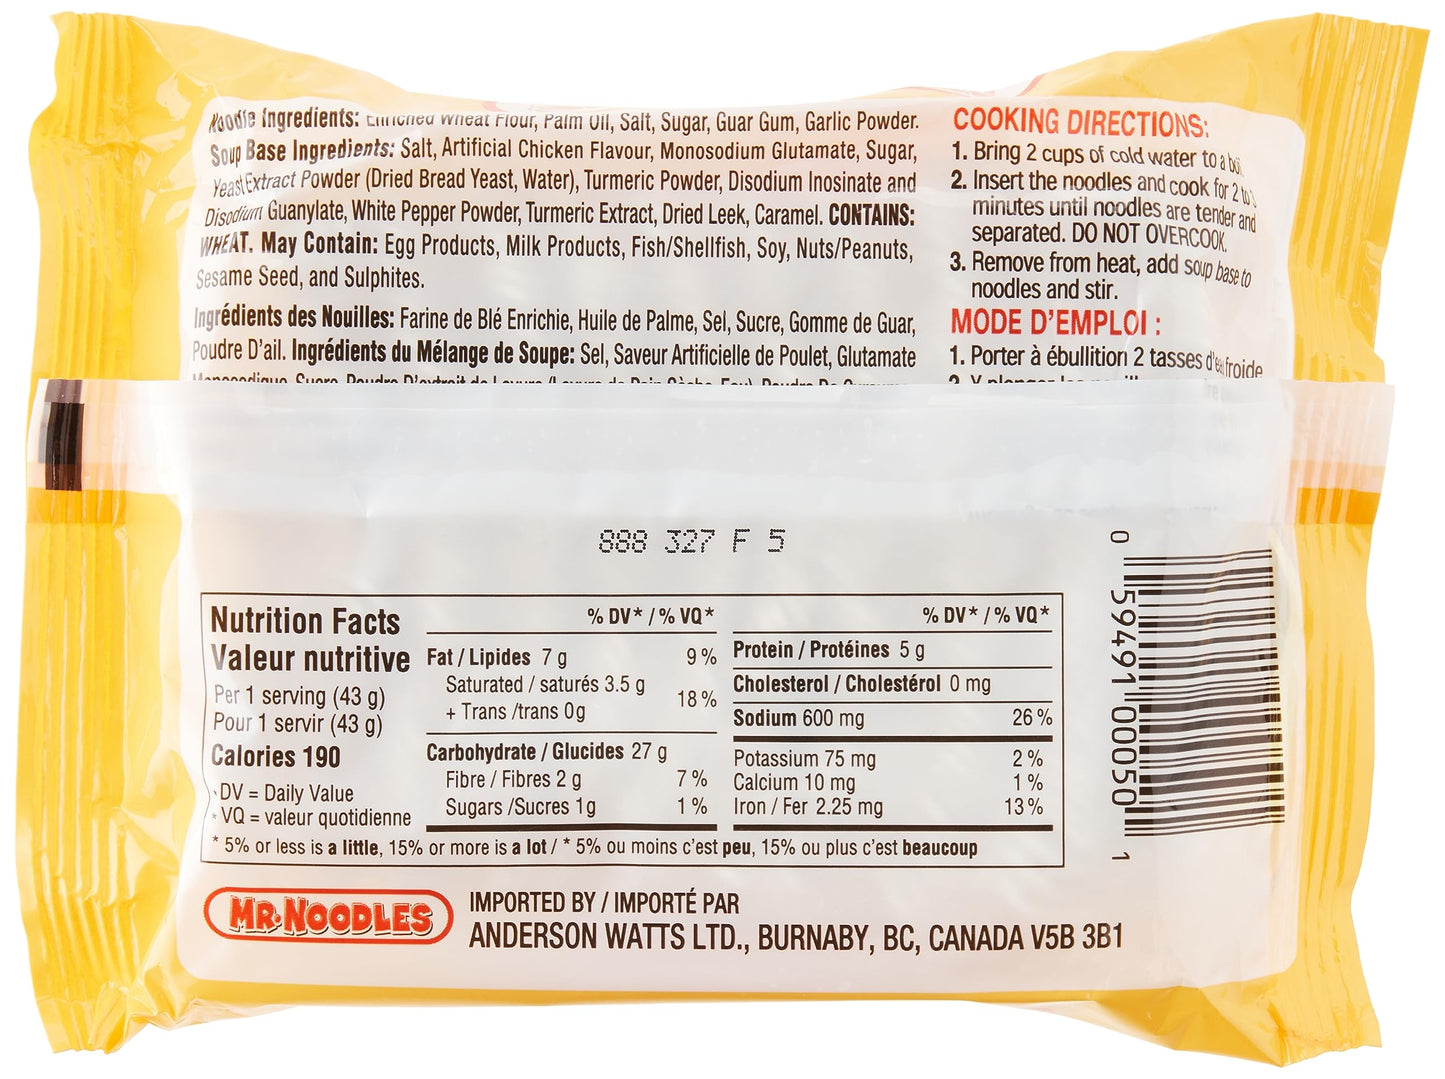 Noodle Ingredients: Enriched Wheat Flour, Palm Oil, Salt, Sugar, Guar Gum, Garlic Powder.
Soup Base Ingredients: Salt, Artificial Chicken Flavour, Monosodium Glutamate, Sugar,
Yeast Extract Powder (Dried Bread Yeast, Water), Turmeric Powder, Disodium Inosinate and
Disodium Guanylate, White Pepper Powder, Turmeric Extract, Dried Leek, Caramel. CONTAINS:
WHEAT. May Contain: Egg Products, Milk Products, Fish/Shellfish, Soy, Nuts/Peanuts,
Sesame Seed, and Sulphites.
Ingrédients des Nouilles: Farine de Blé Enrichie, Huile de Palme, Sel, Sucre, Gomme de Guar,
Poudre D'ail. Ingrédients du Mélange de Soupe: Sel, Saveur Artificielle de Poulet, Glutamate
COOKING DIRECTIONS:
1. Bring 2 cups of cold water to a
2. Insert the noodles and cook for 2 to 3
minutes until noodles are tender and
separated. DO NOT OVERCOOK.
3. Remove from heat, add soup base to
noodles and stir.
MODE D'EMPLOI :
1. Porter à ébullition 2 tasses d'eau froide
888 327 F 5
Nutrition Facts
Valeur nutritive
Per 1 serving (43 g)
Pour 1 servir (43 g)
Calories 190
* DV = Daily Value
* VQ = valeur quotidienne
% DV* / % VQ*
Fat / Lipides 7 g 9 %
Saturated / saturés 3.5 g
+ Trans /trans 0g 18 %
Carbohydrate / Glucides 27 g
Fibre / Fibres 2 g 7 %
Sugars /Sucres 1g 1 %
% DV* / % VQ*
Protein / Protéines 5 g
Cholesterol / Cholestérol 0 mg
Sodium 600 mg 26 %
Potassium 75 mg 2 %
Calcium 10 mg 1 %
Iron / Fer 2.25 mg 13 %
* 5% or less is a little, 15% or more is a lot / * 5% ou moins c'est peu, 15% ou plus c'est beaucoup
0 59491 00050 1
MR. NOODLES
IMPORTED BY / IMPORTÉ PAR
ANDERSON WATTS LTD., BURNABY, BC, CANADA V5B 3B1